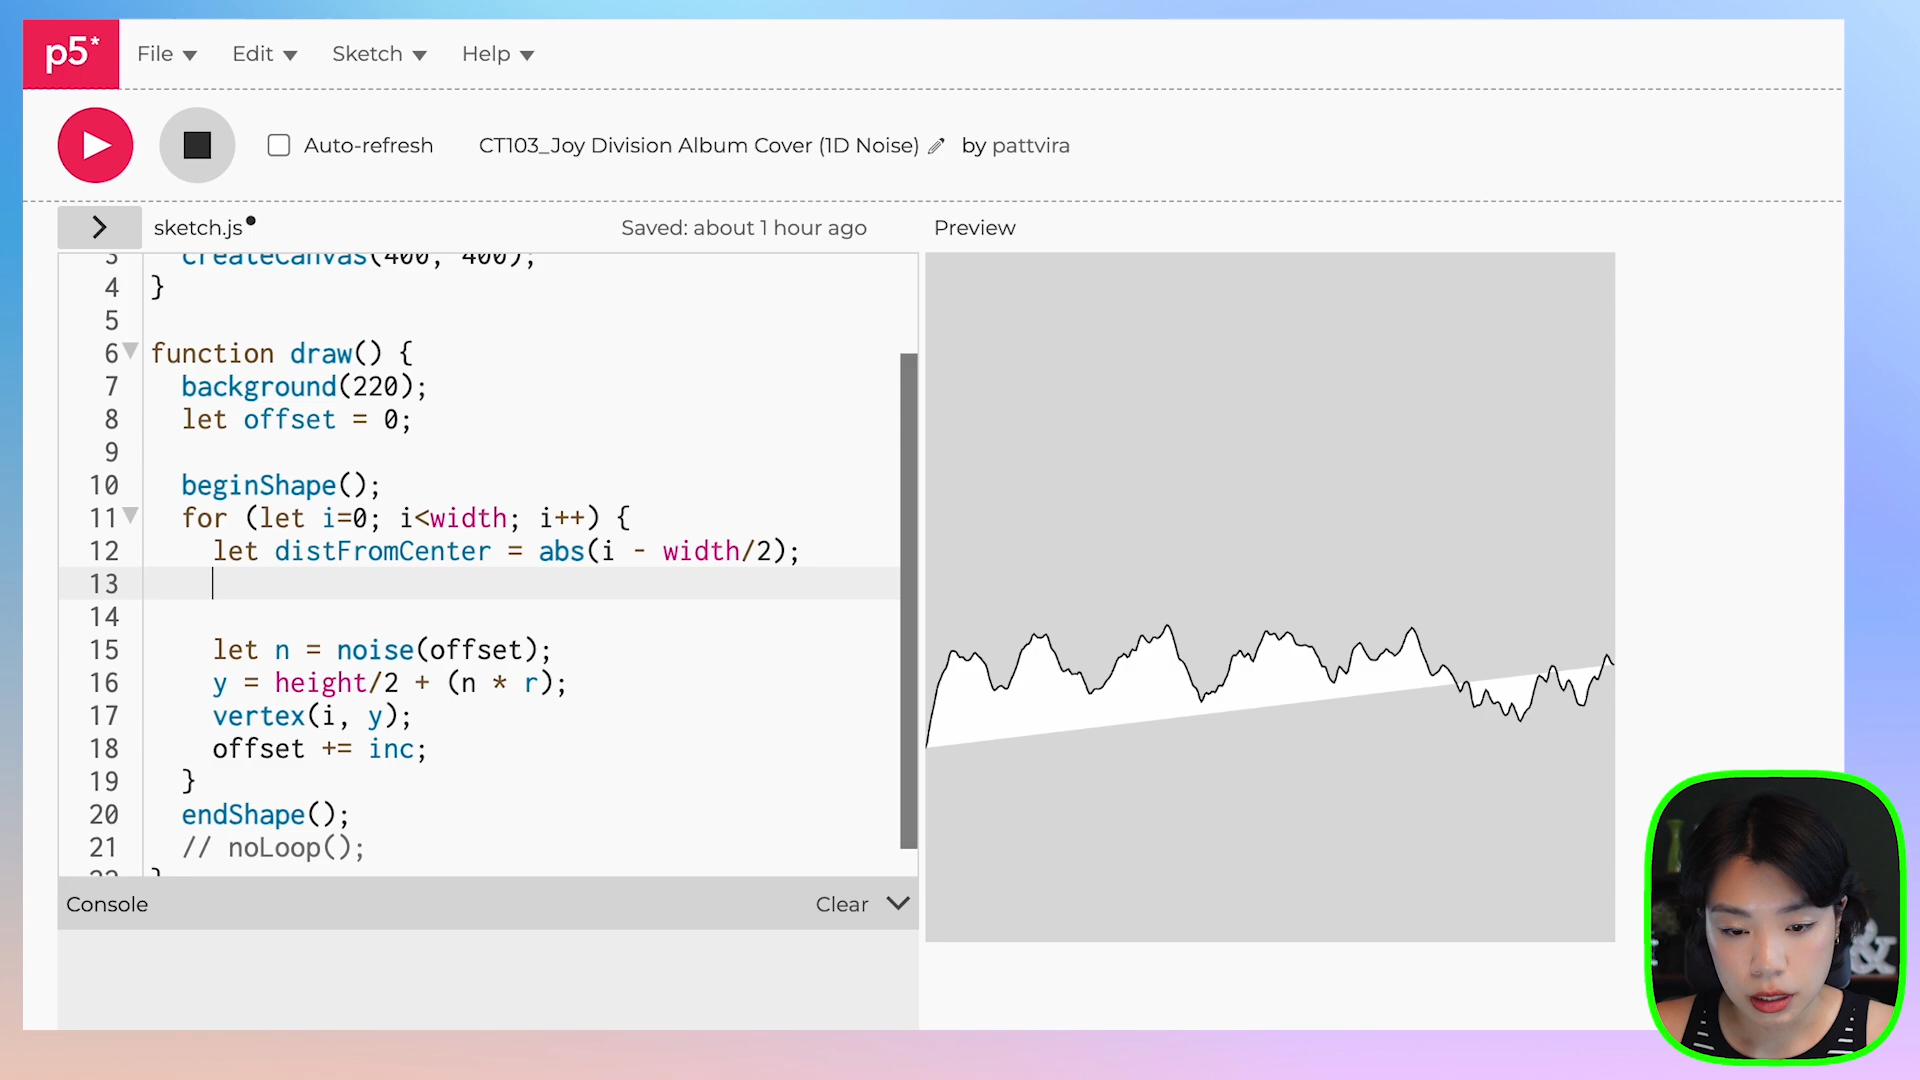 p5* File Edit Sketch Help
Auto-refresh CT103_Joy Division Album Cover (1D Noise) by pattvira
sketch.js Saved: about 1 hour ago Preview
3 createCanvas(400, 400);
4 }
5
6 function draw() {
7 background(220);
8 let offset = 0;
9
10 beginShape();
11 for (let i=0; i<width; i++) {
12 let distFromCenter = abs(i - width/2);
13
14
15 let n = noise(offset);
16 y = height/2 + (n * r);
17 vertex(i, y);
18 offset += inc;
19 }
20 endShape();
21 // noLoop();
22 }
Console Clear
&